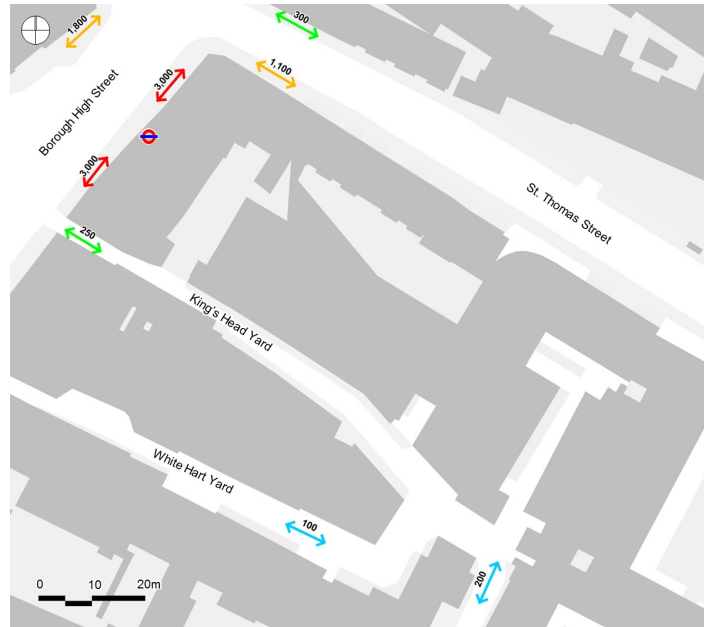 1,800
300
1,100
3,000
Borough High Street
3,000
St. Thomas Street
250
King's Head Yard
White Hart Yard
100
200
0 10 20m